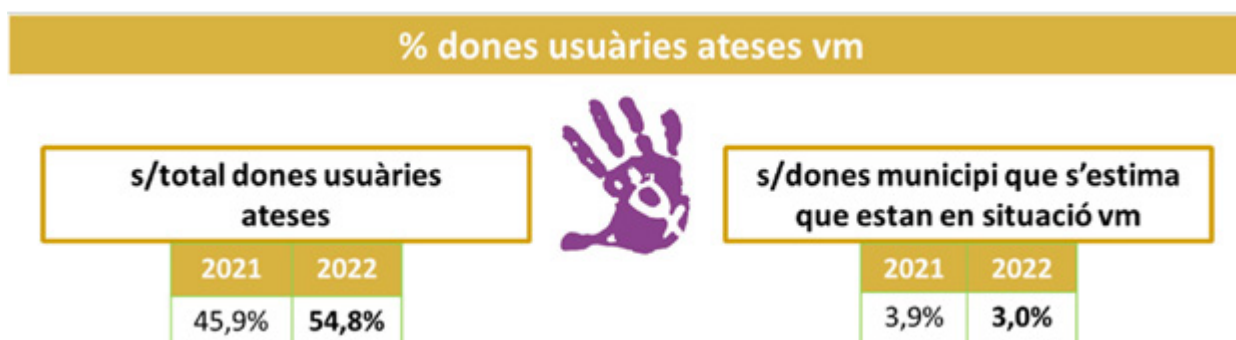 % dones usuàries ateses vm
s/total dones usuàries
ateses
2021 2022
45,9% 54,8%
s/dones municipi que s'estima
que estan en situació vm
2021 2022
3,9% 3,0%